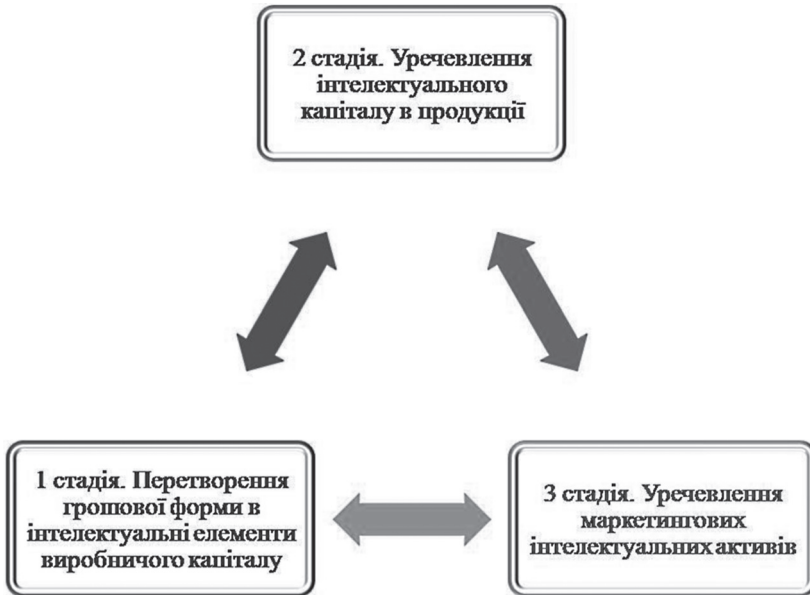 2 стадія. Уречевлення
інтелектуального
капіталу в продукції
1 стадія. Перетворення
грошової форми в
інтелектуальні елементи
виробничого капіталу
3 стадія. Уречевлення
маркетингових
інтелектуальних активів